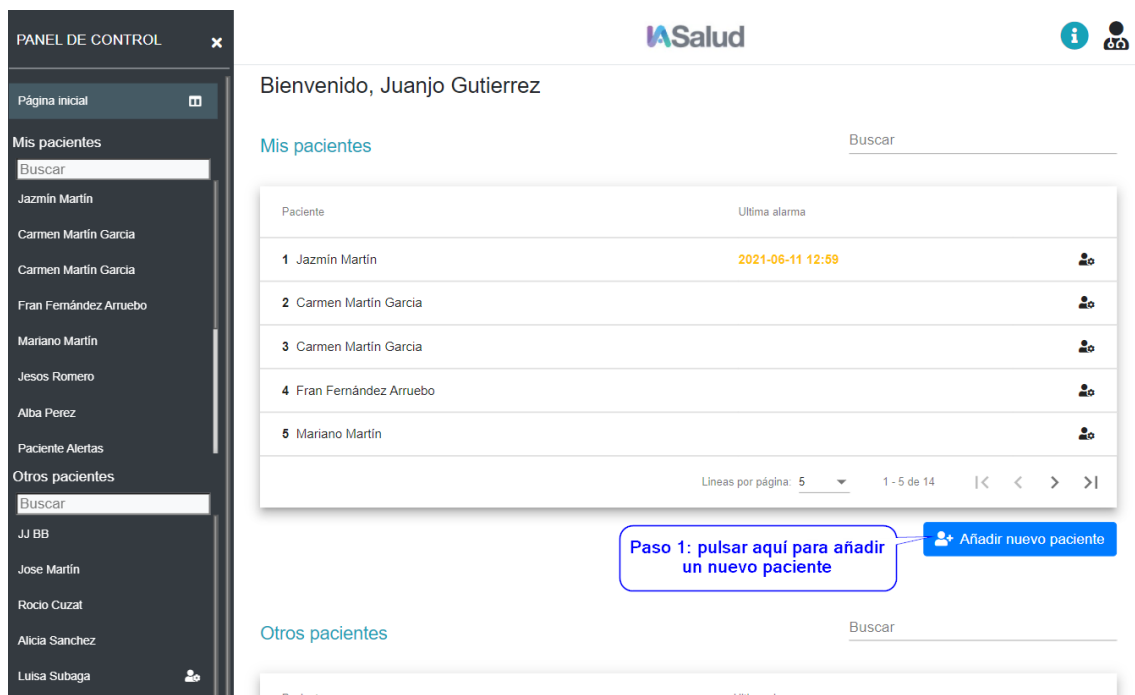 PANEL DE CONTROL
Página inicial
Mis pacientes
Buscar
Jazmín Martín
Carmen Martín Garcia
Carmen Martín Garcia
Fran Fernández Arruebo
Mariano Martín
Jesos Romero
Alba Perez
Paciente Alertas
Otros pacientes
Buscar
JJ BB
Jose Martín
Rocio Cuzat
Alicia Sanchez
Luisa Subaga
IASalud
Bienvenido, Juanjo Gutierrez
Mis pacientes
Buscar
Paciente Ultima alarma
1 Jazmín Martín 2021-06-11 12:59
2 Carmen Martín Garcia
3 Carmen Martín Garcia
4 Fran Fernández Arruebo
5 Mariano Martín
Lineas por página: 5 1 - 5 de 14
Paso 1: pulsar aquí para añadir
un nuevo paciente
Añadir nuevo paciente
Otros pacientes
Buscar